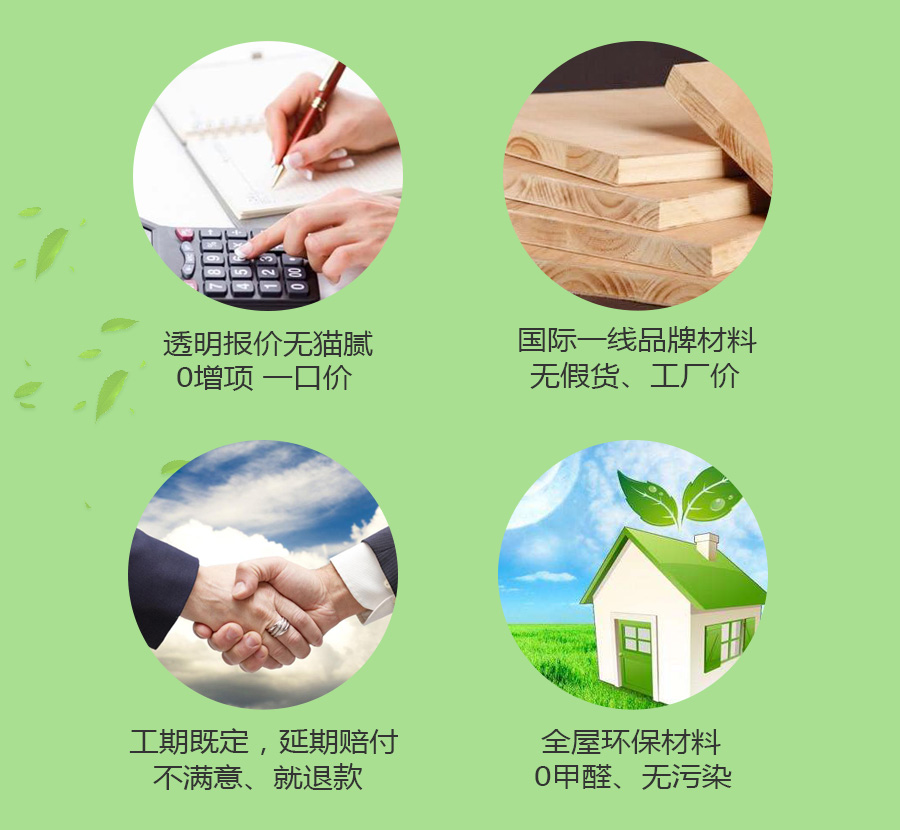 透明报价无猫腻
0增项 一口价
国际一线品牌材料
无假货、工厂价
工期既定，延期赔付
不满意、就退款
全屋环保材料
0甲醛、无污染